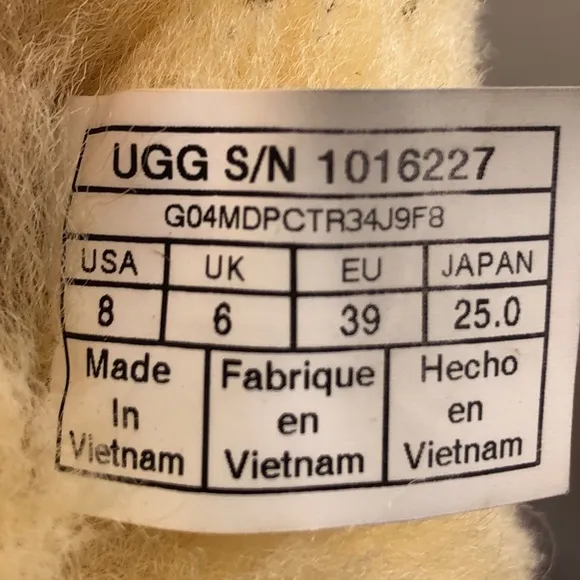 UGG S/N 1016227
G04MDPCTR34J9F8
USA UK EU JAPAN
8 6 39 25.0
Made Fabrique Hecho
In en en
Vietnam Vietnam Vietnam